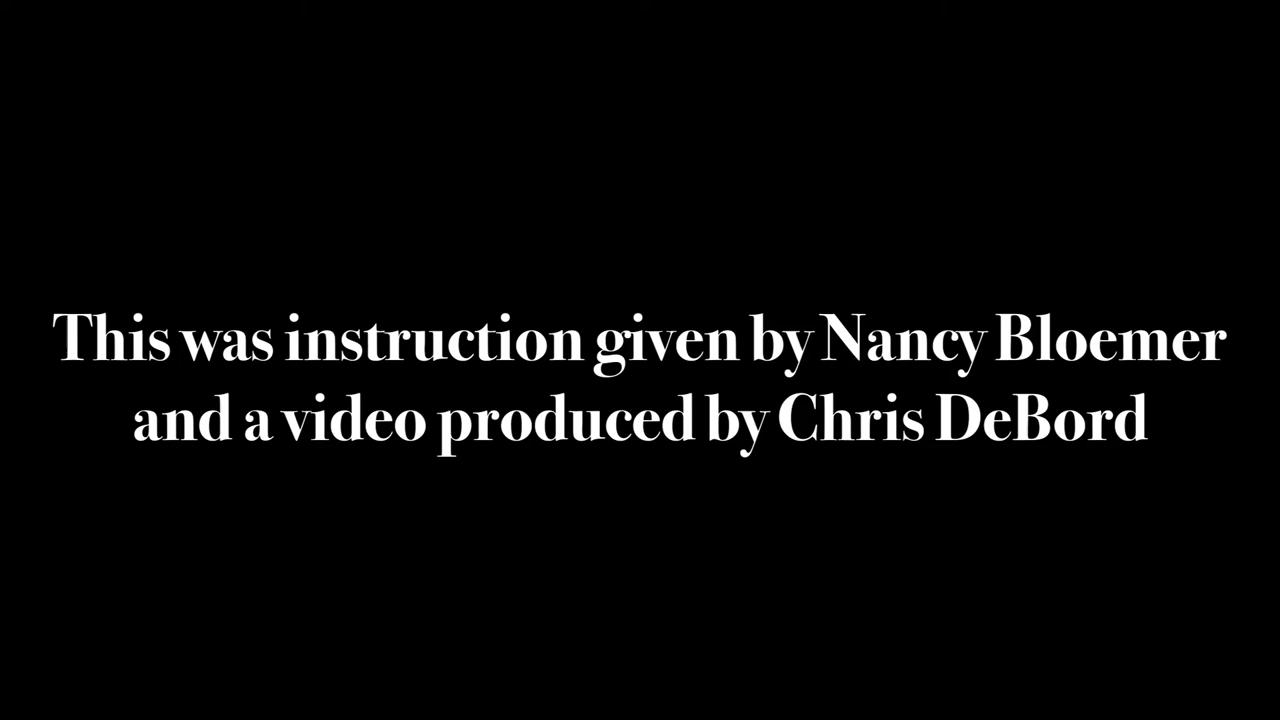 This was instruction given by Nancy Bloemer
and a video produced by Chris DeBord